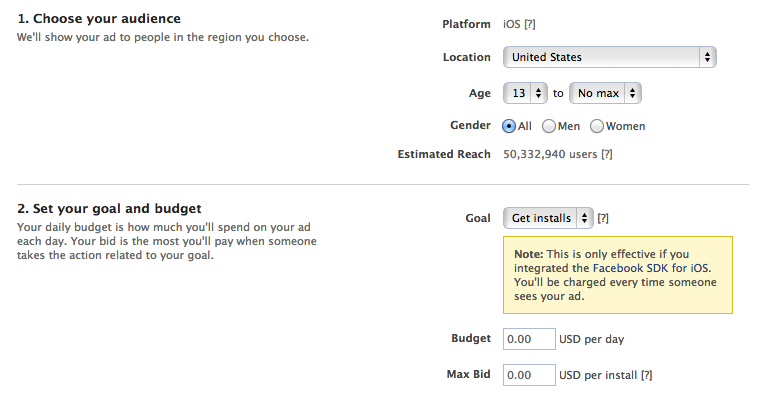 1. Choose your audience
We'll show your ad to people in the region you choose.
Platform iOS [?]
Location United States
Age 13 to No max
Gender All Men Women
Estimated Reach 50,332,940 users [?]
2. Set your goal and budget
Your daily budget is how much you'll spend on your ad
each day. Your bid is the most you'll pay when someone
takes the action related to your goal.
Goal Get installs [?]
Note: This is only effective if you
integrated the Facebook SDK for iOS.
You'll be charged every time someone
sees your ad.
Budget 0.00 USD per day
Max Bid 0.00 USD per install [?]